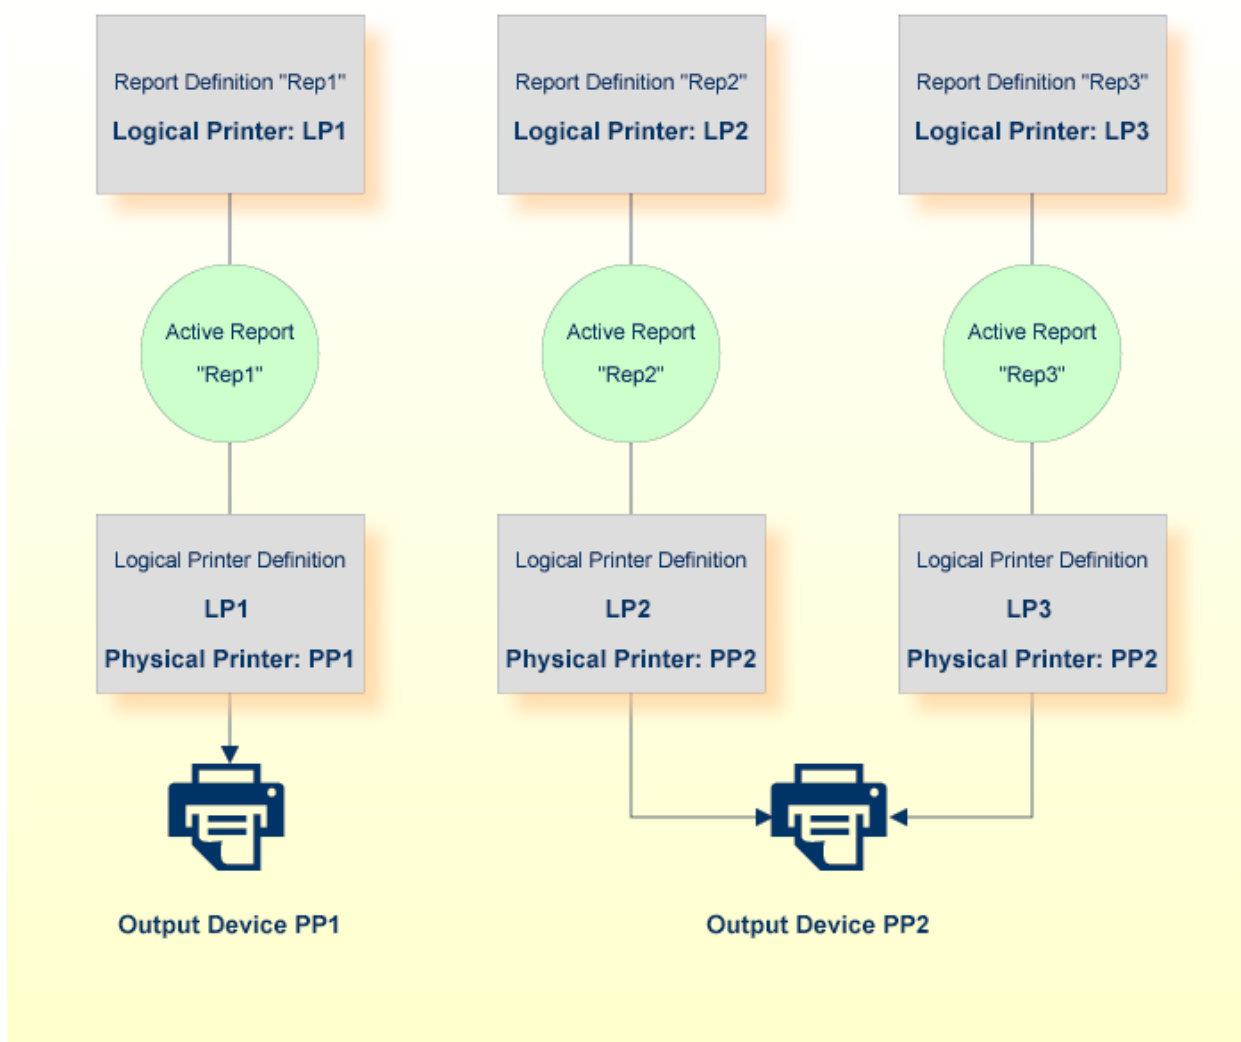 Report Definition "Rep1"
Logical Printer: LP1
Report Definition "Rep2"
Logical Printer: LP2
Report Definition "Rep3"
Logical Printer: LP3
Active Report
"Rep1"
Active Report
"Rep2"
Active Report
"Rep3"
Logical Printer Definition
LP1
Physical Printer: PP1
Logical Printer Definition
LP2
Physical Printer: PP2
Logical Printer Definition
LP3
Physical Printer: PP2
Output Device PP1
Output Device PP2